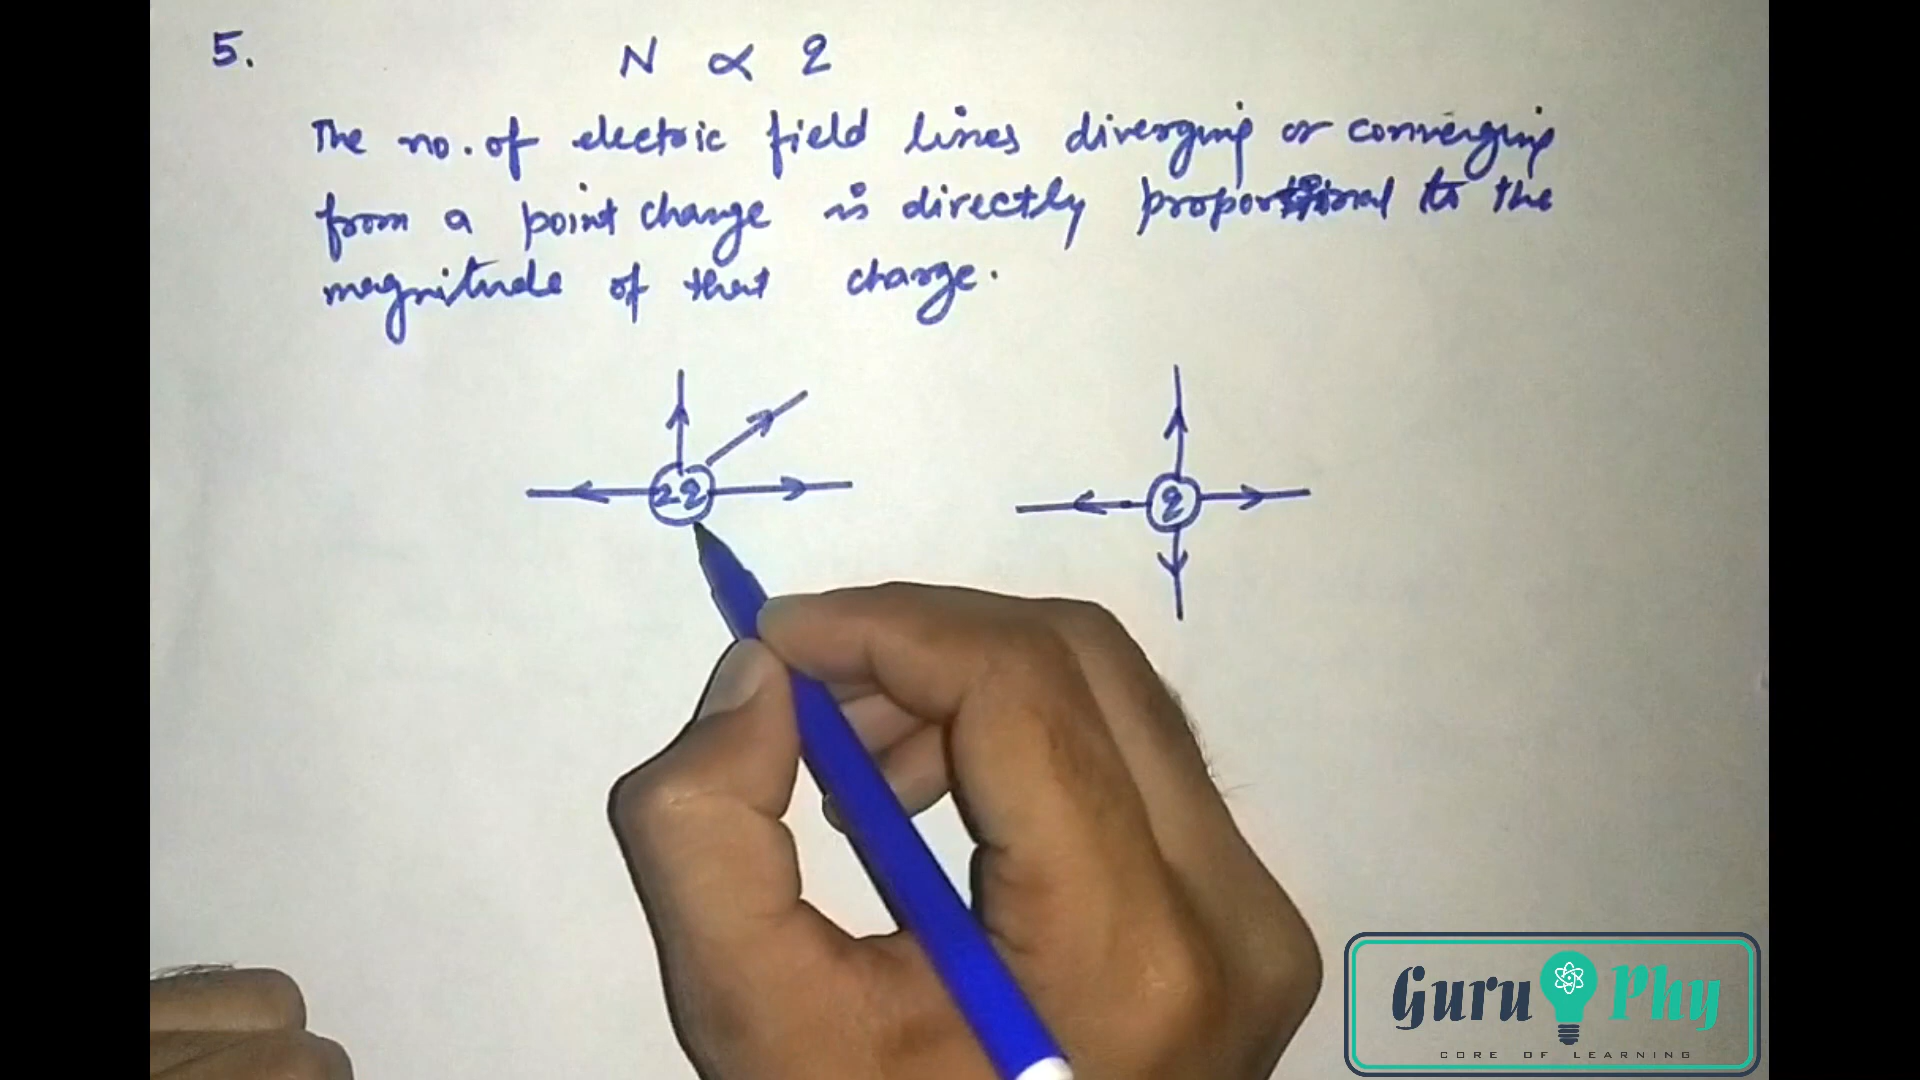 5.
N ∝ q
The no. of electric field lines diverging or converging
from a point charge is directly proportional to the
magnitude of that charge.
2q
q
Guru Phy
CORE OF LEARNING